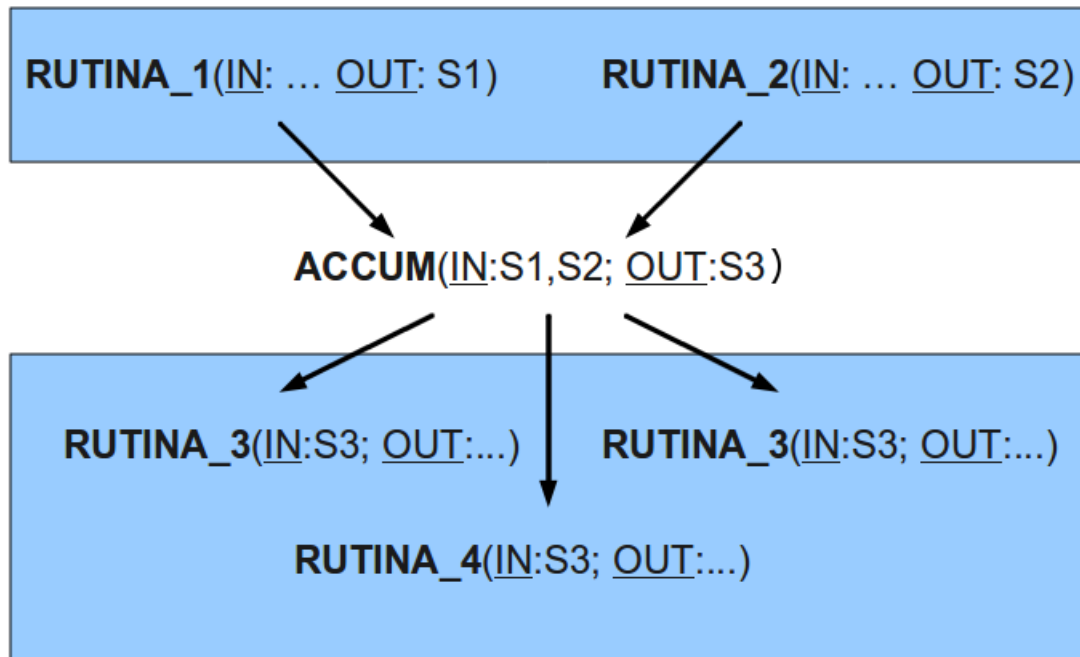 RUTINA_1(IN: ... OUT: S1) RUTINA_2(IN: ... OUT: S2)
ACCUM(IN:S1,S2; OUT:S3)
RUTINA_3(IN:S3; OUT:...) RUTINA_3(IN:S3; OUT:...)
RUTINA_4(IN:S3; OUT:...)